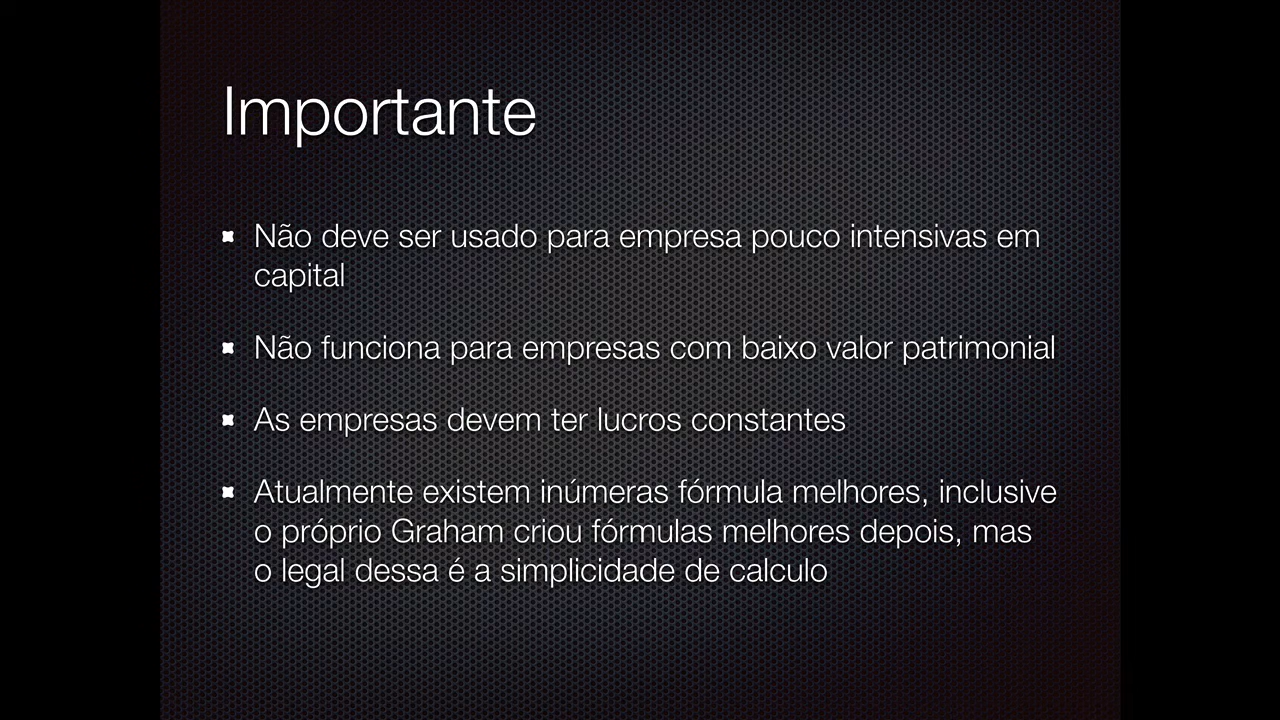 Importante
Não deve ser usado para empresa pouco intensivas em
capital
Não funciona para empresas com baixo valor patrimonial
As empresas devem ter lucros constantes
Atualmente existem inúmeras fórmula melhores, inclusive
o próprio Graham criou fórmulas melhores depois, mas
o legal dessa é a simplicidade de calculo